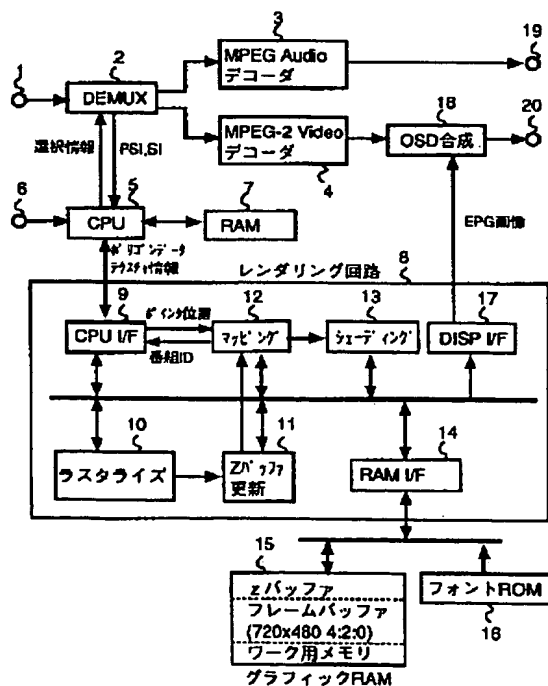 3
19
MPEG Audio
デコーダ
1
2
DEMUX
18
20
MPEG-2 Video
デコーダ
OSD合成
4
選択情報
PSI,SI
6
5
CPU
7
RAM
EPG画像
ポリゴンデータ
テクスチャ情報
レンダリング回路
8
9
ポインタ位置
12
13
17
CPU I/F
マッピング
シェーディング
DISP I/F
番組ID
10
11
14
ラスタライズ
Zバッファ
更新
RAM I/F
15
zバッファ
フレームバッファ
(720x480 4:2:0)
ワーク用メモリ
グラフィックRAM
フォントROM
16